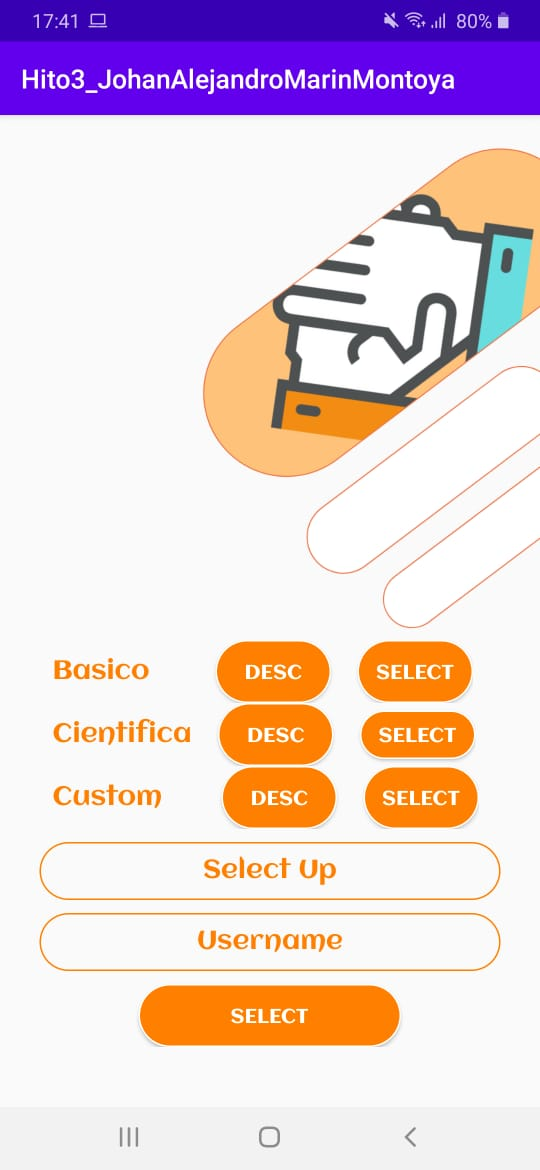 17:41 80%
Hito3_JohanAlejandroMarinMontoya
Basico DESC SELECT
Cientifica DESC SELECT
Custom DESC SELECT
Select Up
Username
SELECT